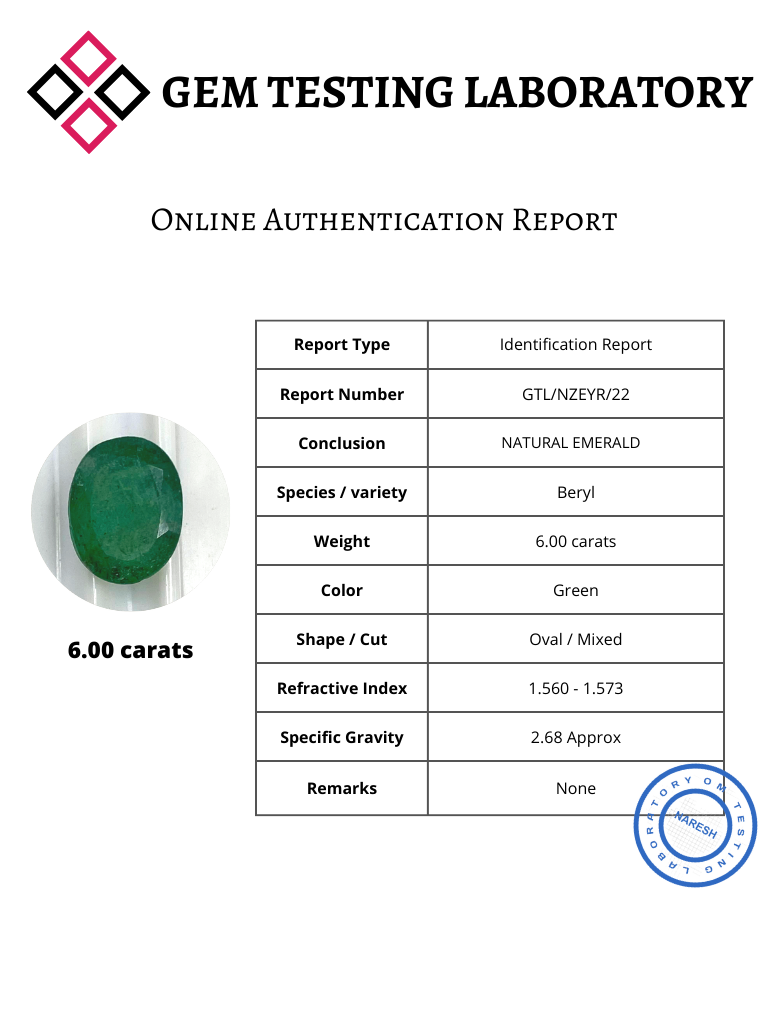 GEM TESTING LABORATORY
Online Authentication Report
Report Type Identification Report
Report Number GTL/NZEYR/22
Conclusion NATURAL EMERALD
Species / variety Beryl
Weight 6.00 carats
Color Green
Shape / Cut Oval / Mixed
6.00 carats
Refractive Index 1.560 - 1.573
Specific Gravity 2.68 Approx
Remarks None
OM TESTING LABORATORY
NARESH